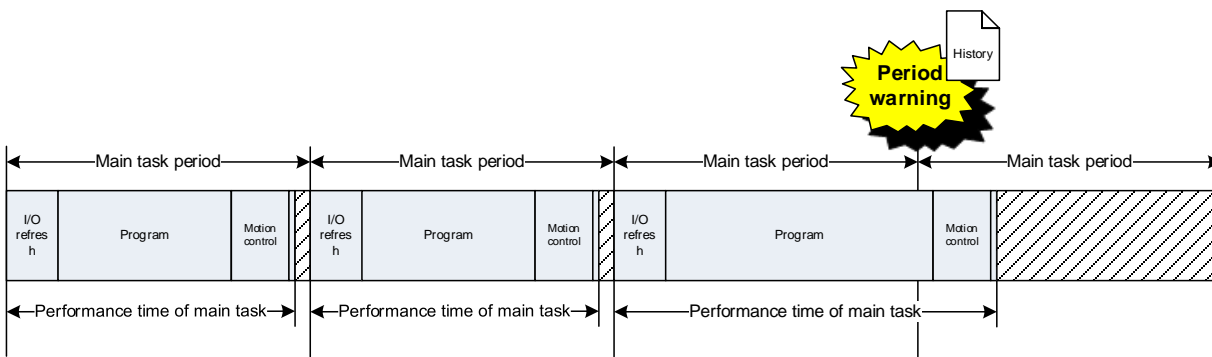 History
Period
warning
Main task period
Main task period
Main task period
Main task period
I/O
refres
h
Program
Motion
control
I/O
refres
h
Program
Motion
control
I/O
refres
h
Program
Motion
control
Performance time of main task
Performance time of main task
Performance time of main task